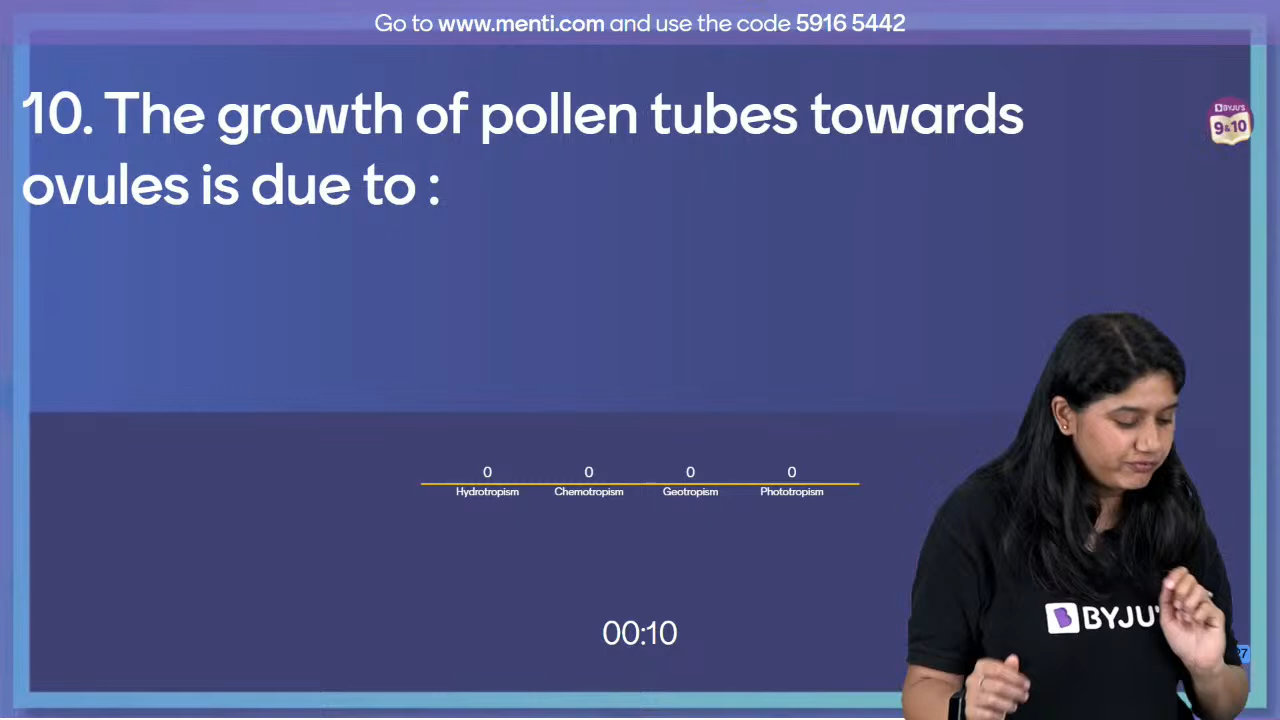 Go to www.menti.com and use the code 5916 5442
10. The growth of pollen tubes towards
ovules is due to :
BYJU'S
9&10
0 0 0 0
Hydrotropism Chemotropism Geotropism Phototropism
00:10
BYJU'
27